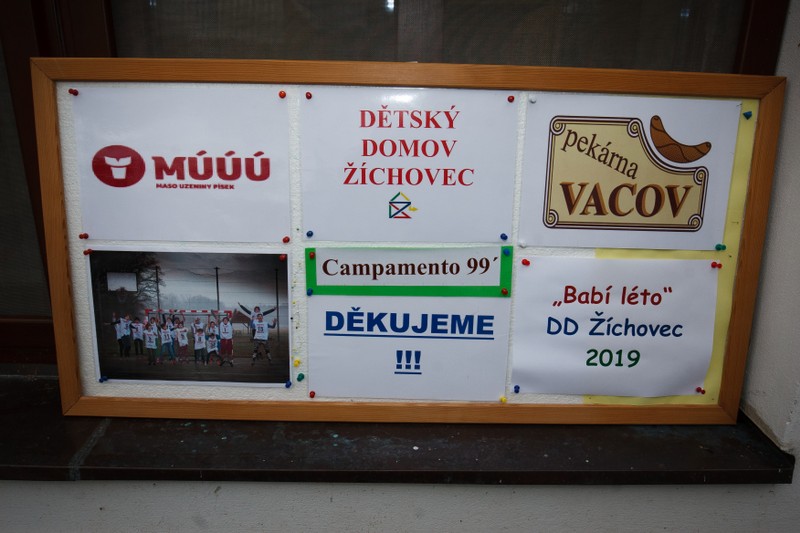 MÚÚÚ
MASO UZENINY PÍSEK
DĚTSKÝ
DOMOV
ŽÍCHOVEC
pekárna
VACOV
Campamento 99´
DĚKUJEME
!!!
„Babí léto“
DD Žíchovec
2019